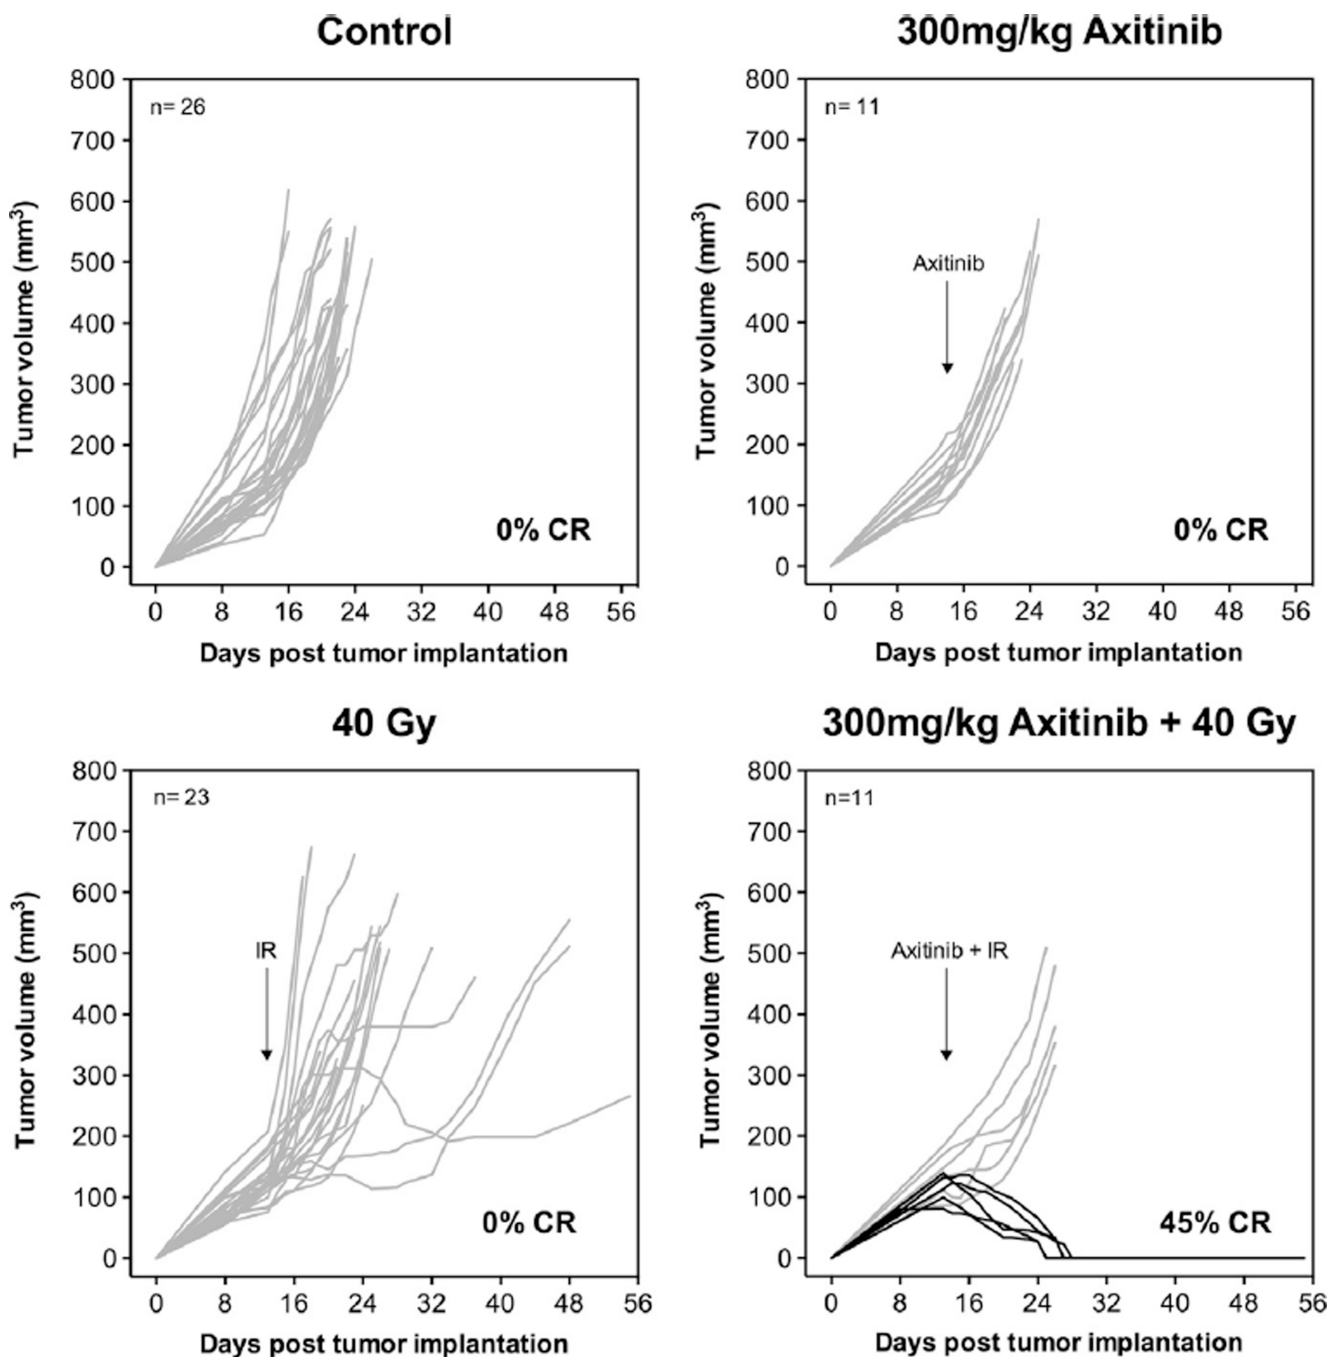 Control
800
700
600
500
400
300
200
100
0
Tumor volume (mm³)
n= 26
0% CR
0 8 16 24 32 40 48 56
Days post tumor implantation
300mg/kg Axitinib
800
700
600
500
400
300
200
100
0
Tumor volume (mm³)
n= 11
Axitinib
0% CR
0 8 16 24 32 40 48 56
Days post tumor implantation
40 Gy
800
700
600
500
400
300
200
100
0
Tumor volume (mm³)
n= 23
IR
0% CR
0 8 16 24 32 40 48 56
Days post tumor implantation
300mg/kg Axitinib + 40 Gy
800
700
600
500
400
300
200
100
0
Tumor volume (mm³)
n=11
Axitinib + IR
45% CR
0 8 16 24 32 40 48 56
Days post tumor implantation